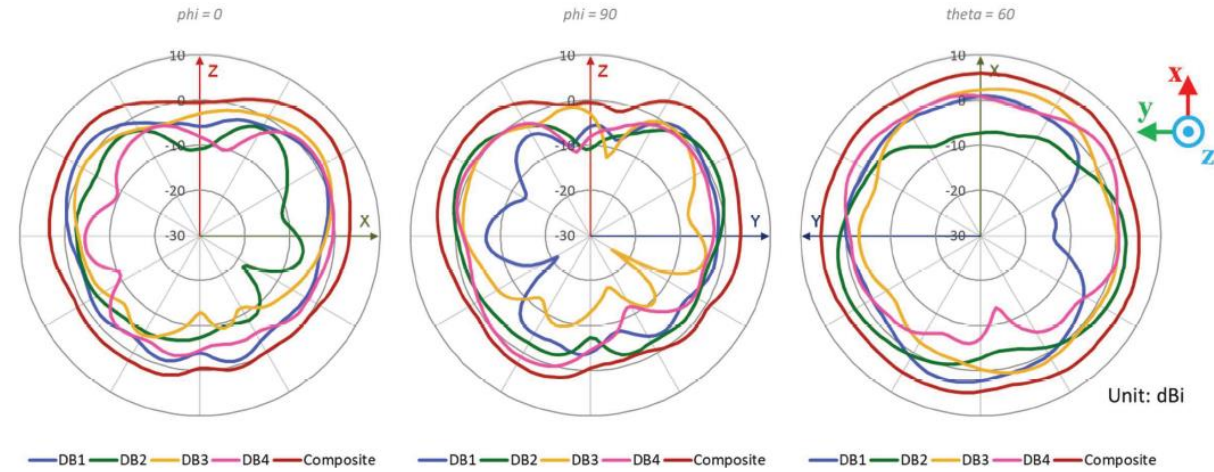 phi = 0
phi = 90
theta = 60
10
0
-10
-20
-30
Z
X
10
0
-10
-20
-30
Z
Y
10
0
-10
-20
-30
X
Y
x
y
z
Unit: dBi
DB1 DB2 DB3 DB4 Composite
DB1 DB2 DB3 DB4 Composite
DB1 DB2 DB3 DB4 Composite